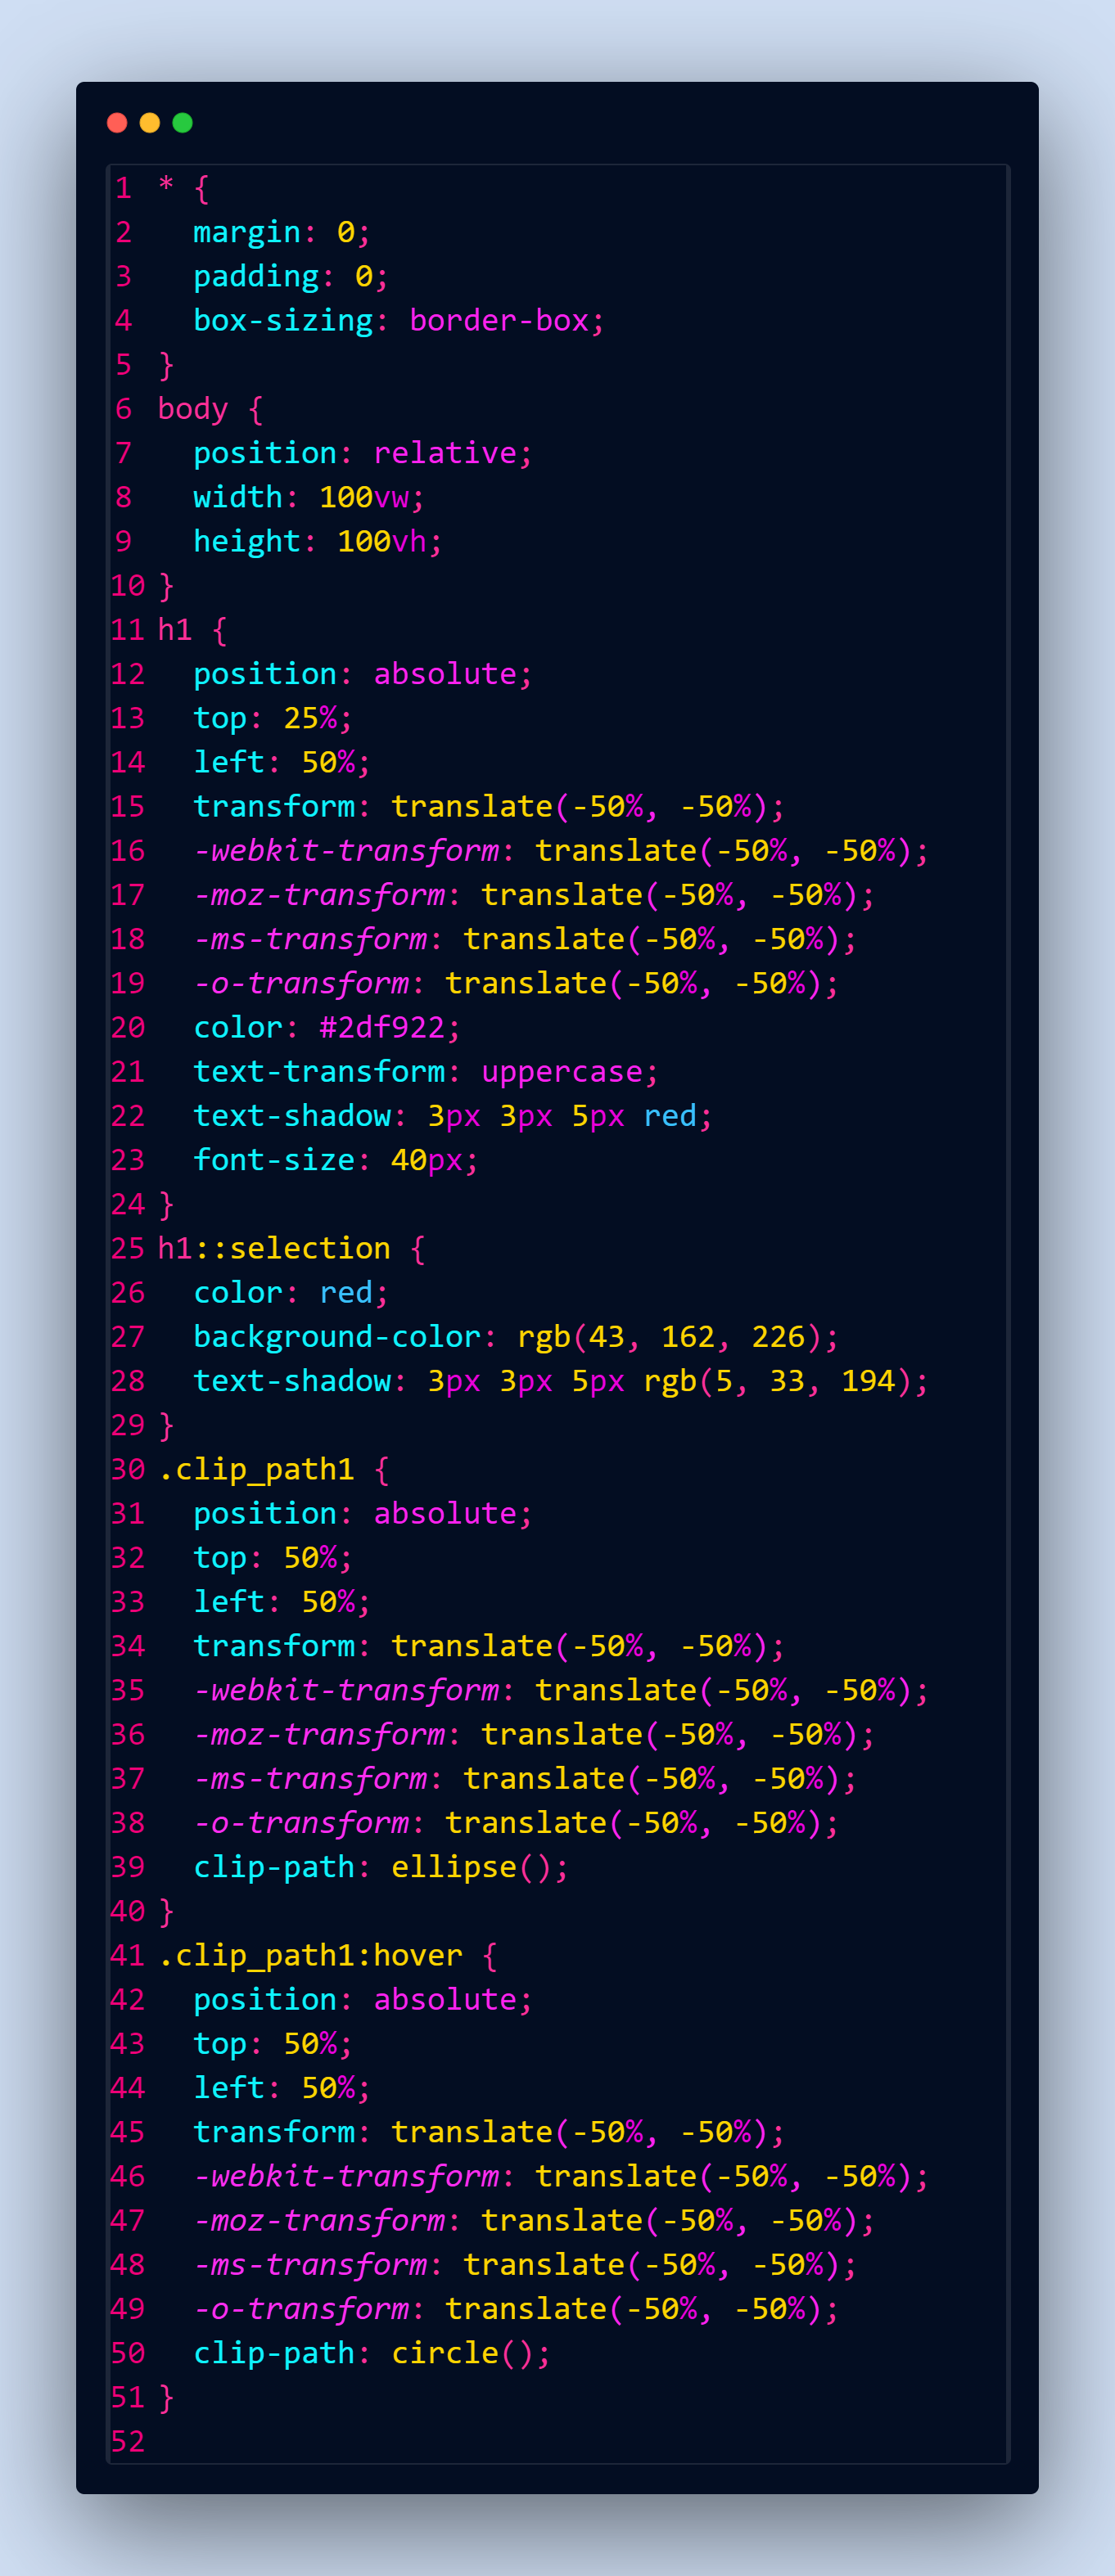 1 * {
2   margin: 0;
3   padding: 0;
4   box-sizing: border-box;
5 }
6 body {
7   position: relative;
8   width: 100vw;
9   height: 100vh;
10 }
11 h1 {
12   position: absolute;
13   top: 25%;
14   left: 50%;
15   transform: translate(-50%, -50%);
16   -webkit-transform: translate(-50%, -50%);
17   -moz-transform: translate(-50%, -50%);
18   -ms-transform: translate(-50%, -50%);
19   -o-transform: translate(-50%, -50%);
20   color: #2df922;
21   text-transform: uppercase;
22   text-shadow: 3px 3px 5px red;
23   font-size: 40px;
24 }
25 h1::selection {
26   color: red;
27   background-color: rgb(43, 162, 226);
28   text-shadow: 3px 3px 5px rgb(5, 33, 194);
29 }
30 .clip_path1 {
31   position: absolute;
32   top: 50%;
33   left: 50%;
34   transform: translate(-50%, -50%);
35   -webkit-transform: translate(-50%, -50%);
36   -moz-transform: translate(-50%, -50%);
37   -ms-transform: translate(-50%, -50%);
38   -o-transform: translate(-50%, -50%);
39   clip-path: ellipse();
40 }
41 .clip_path1:hover {
42   position: absolute;
43   top: 50%;
44   left: 50%;
45   transform: translate(-50%, -50%);
46   -webkit-transform: translate(-50%, -50%);
47   -moz-transform: translate(-50%, -50%);
48   -ms-transform: translate(-50%, -50%);
49   -o-transform: translate(-50%, -50%);
50   clip-path: circle();
51 }
52